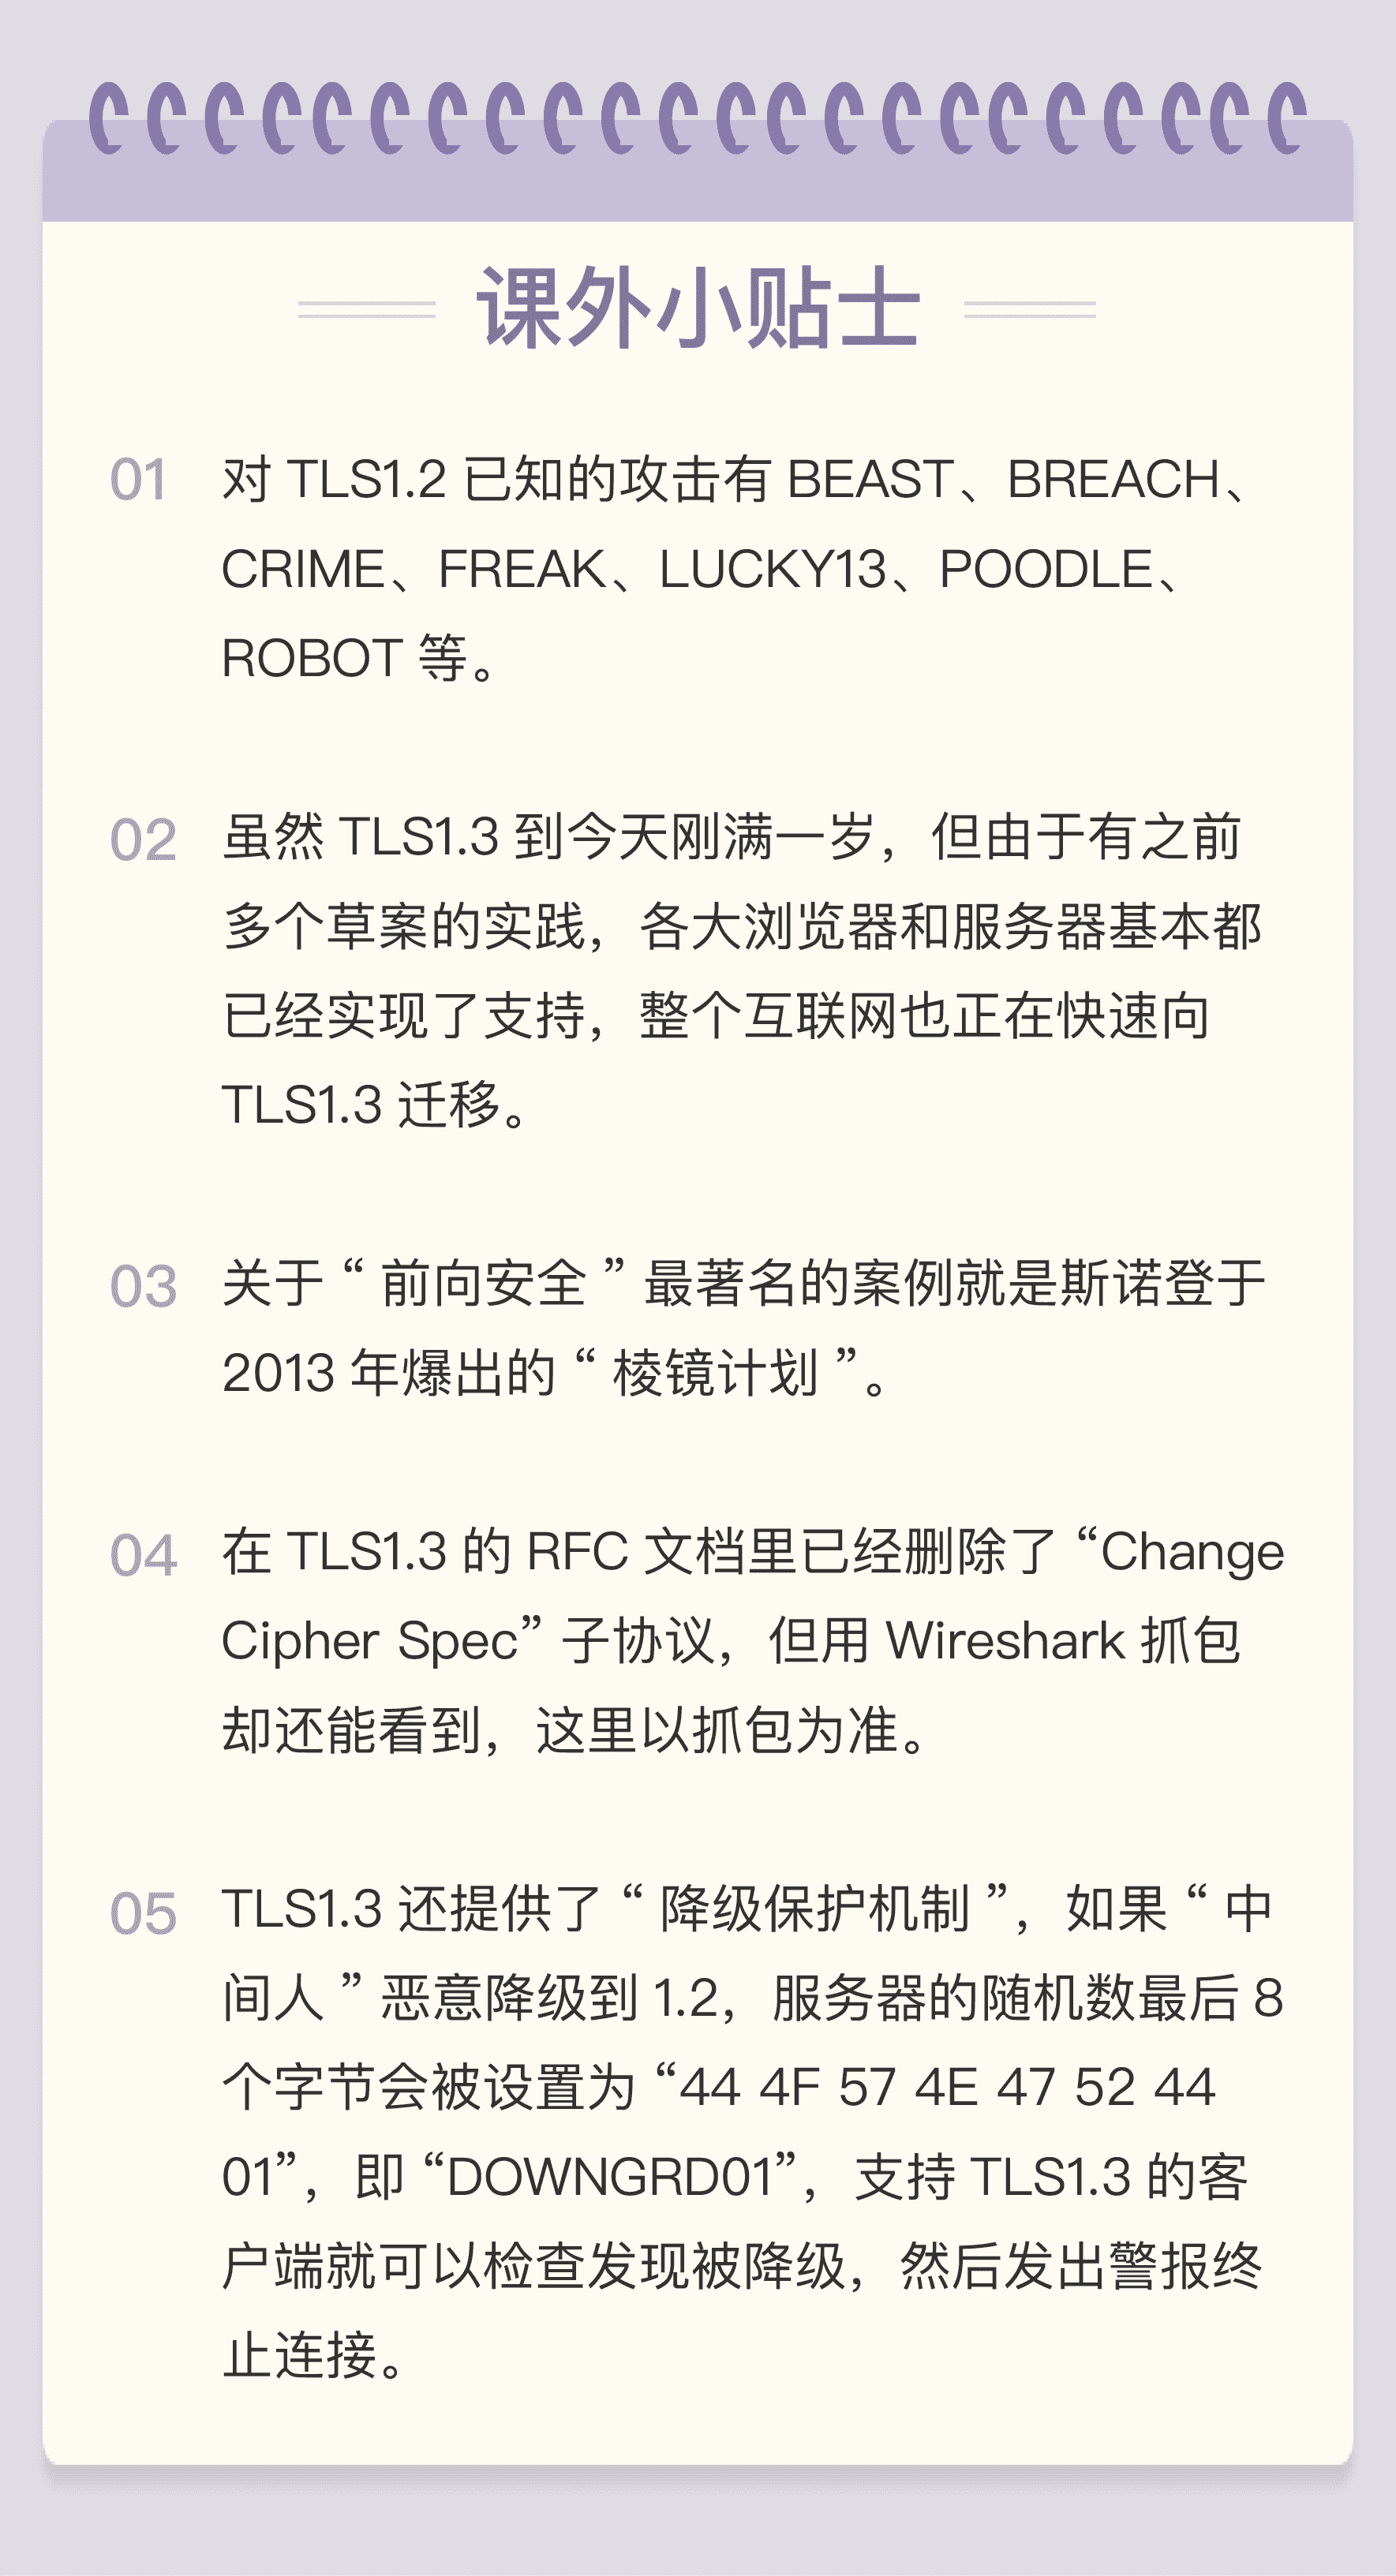 课外小贴士
01 对 TLS1.2 已知的攻击有 BEAST、BREACH、
CRIME、FREAK、LUCKY13、POODLE、
ROBOT 等。
02 虽然 TLS1.3 到今天刚满一岁，但由于有之前
多个草案的实践，各大浏览器和服务器基本都
已经实现了支持，整个互联网也正在快速向
TLS1.3 迁移。
03 关于 “ 前向安全 ” 最著名的案例就是斯诺登于
2013 年爆出的 “ 棱镜计划 ”。
04 在 TLS1.3 的 RFC 文档里已经删除了 “Change
Cipher Spec” 子协议，但用 Wireshark 抓包
却还能看到，这里以抓包为准。
05 TLS1.3 还提供了 “ 降级保护机制 ”，如果 “ 中
间人 ” 恶意降级到 1.2，服务器的随机数最后 8
个字节会被设置为 “44 4F 57 4E 47 52 44
01”，即 “DOWNGRD01”，支持 TLS1.3 的客
户端就可以检查发现被降级，然后发出警报终
止连接。